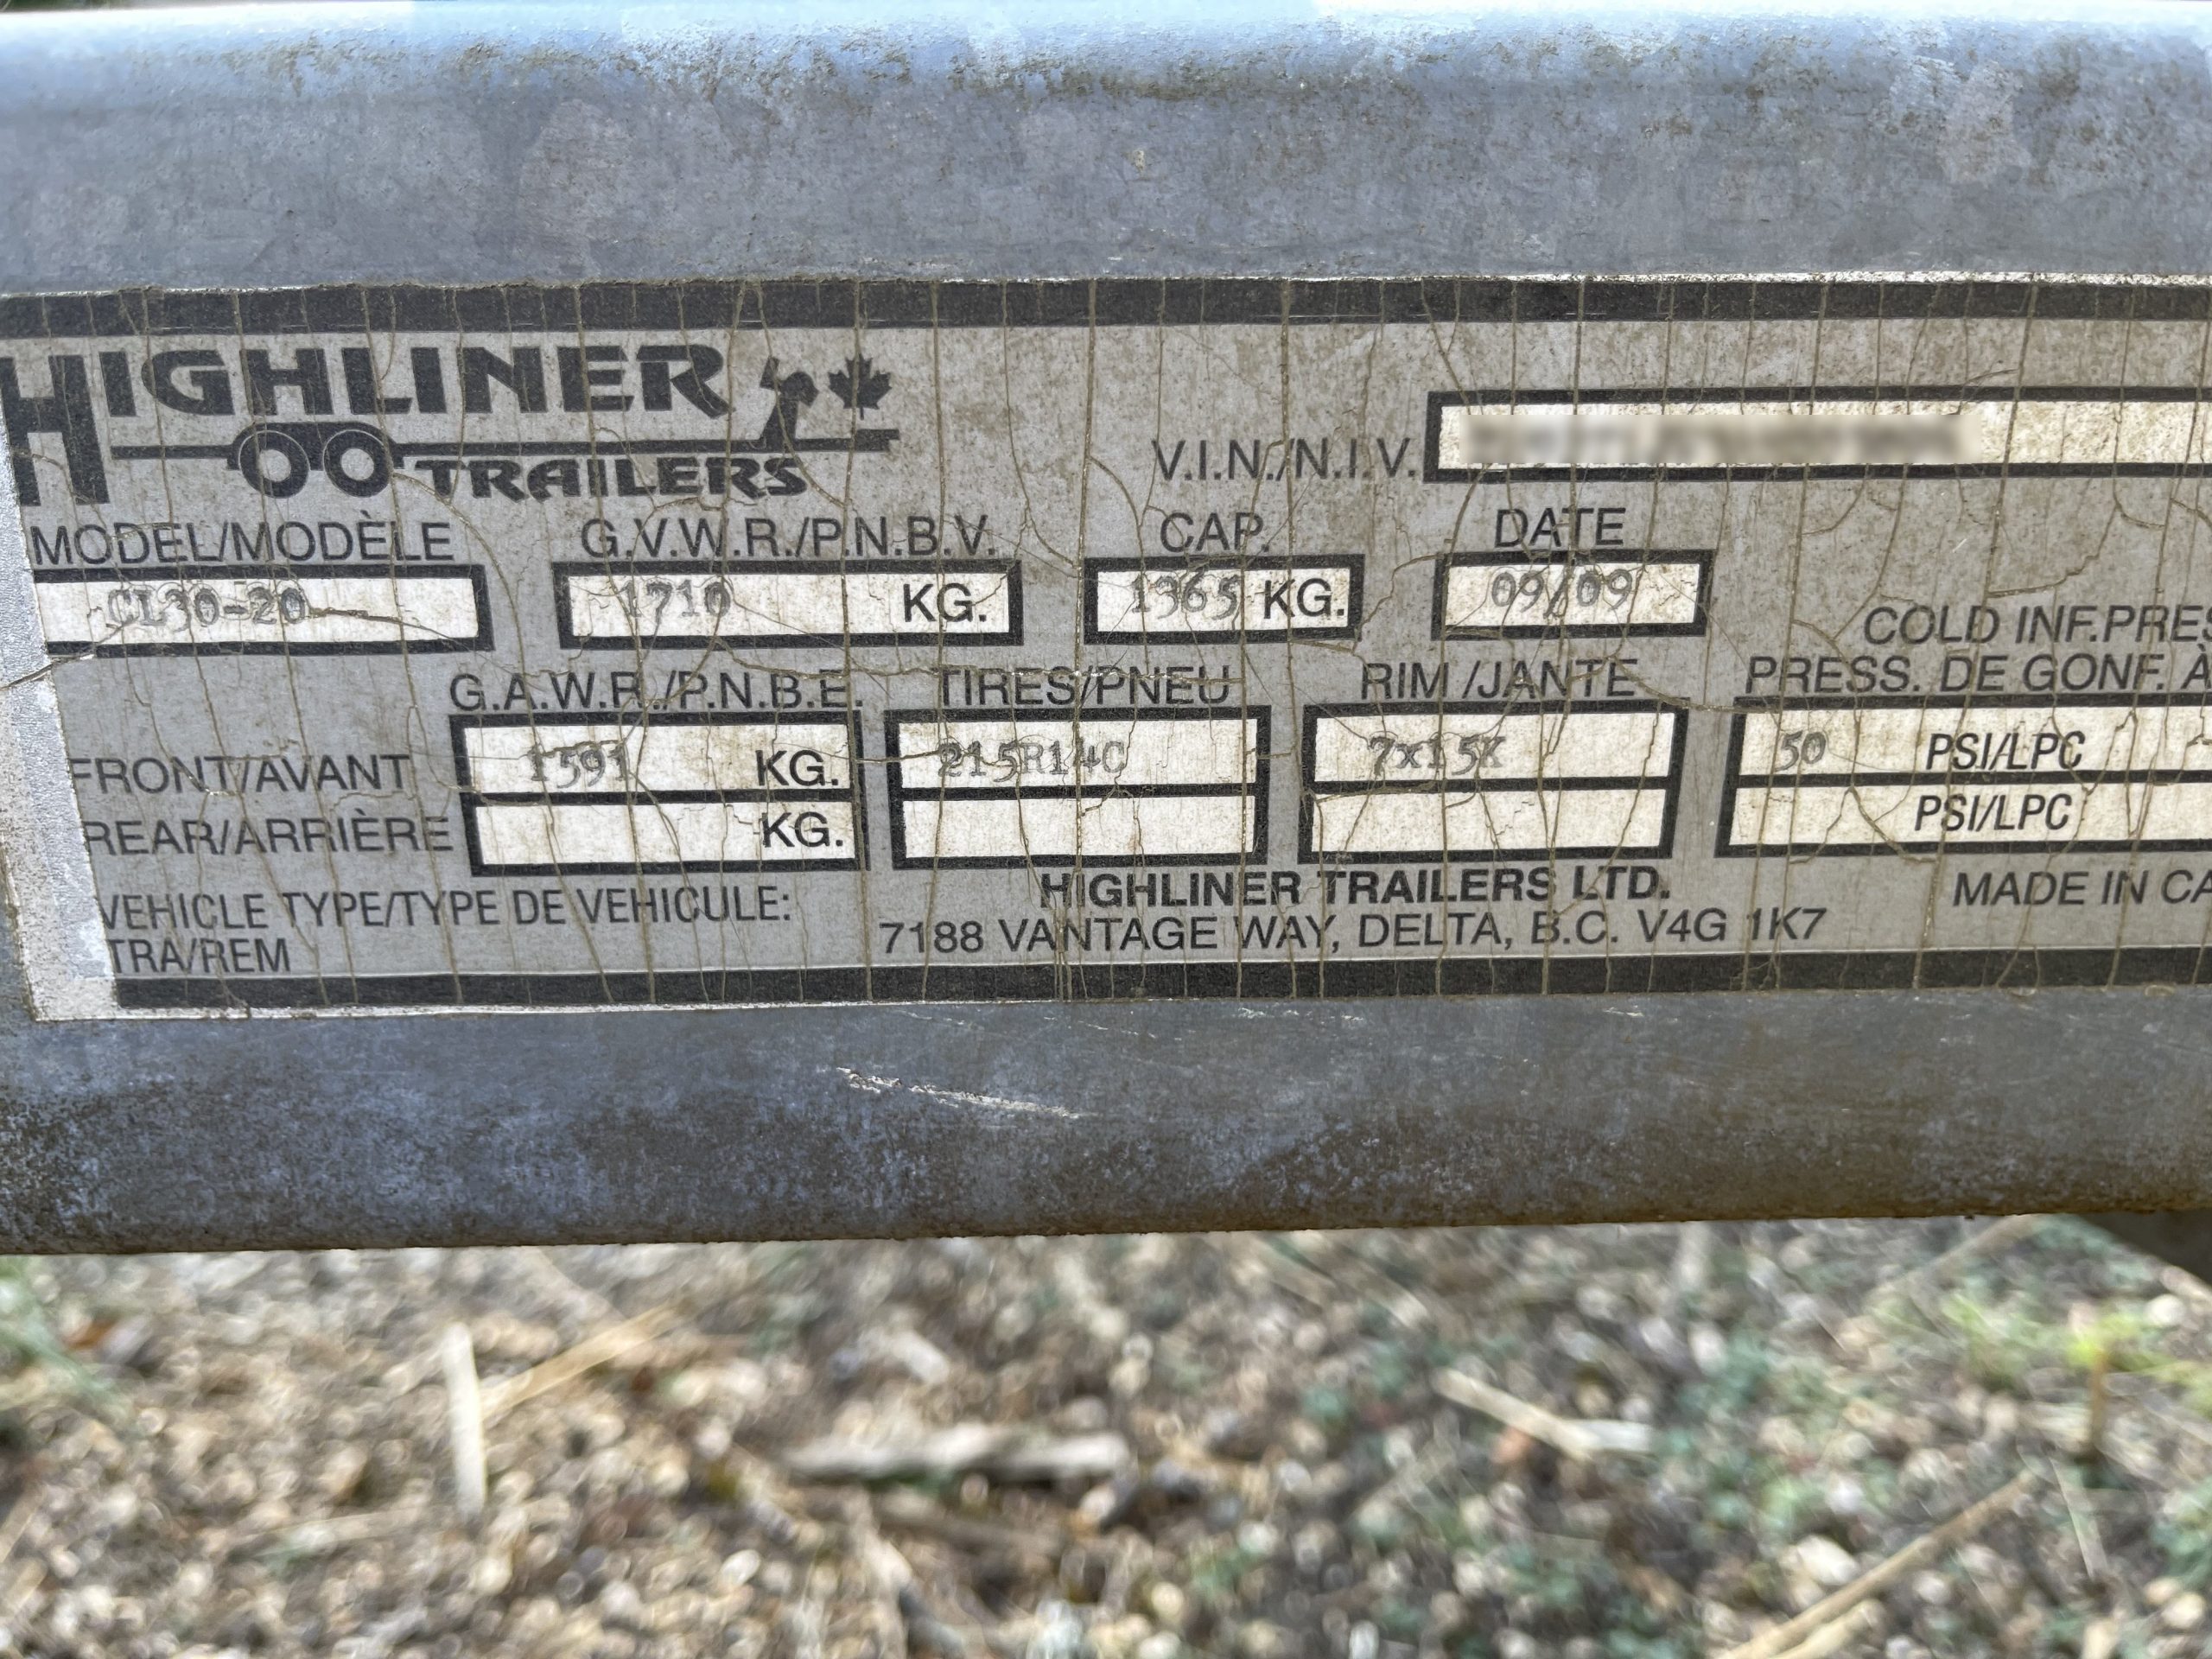 HIGHLINER
TRAILERS
V.I.N./N.I.V.
MODEL/MODÈLE G.V.W.R./P.N.B.V. CAP. DATE
CL30-20 1710 KG. 1365 KG. 09/09
COLD INF.PRES
G.A.W.R./P.N.B.E. TIRES/PNEU RIM /JANTE PRESS. DE GONF. À
FRONT/AVANT 1591 KG. 215R14C 7x15K 50 PSI/LPC
REAR/ARRIÈRE KG. PSI/LPC
VEHICLE TYPE/TYPE DE VEHICULE: HIGHLINER TRAILERS LTD. MADE IN CA
TRA/REM 7188 VANTAGE WAY, DELTA, B.C. V4G 1K7